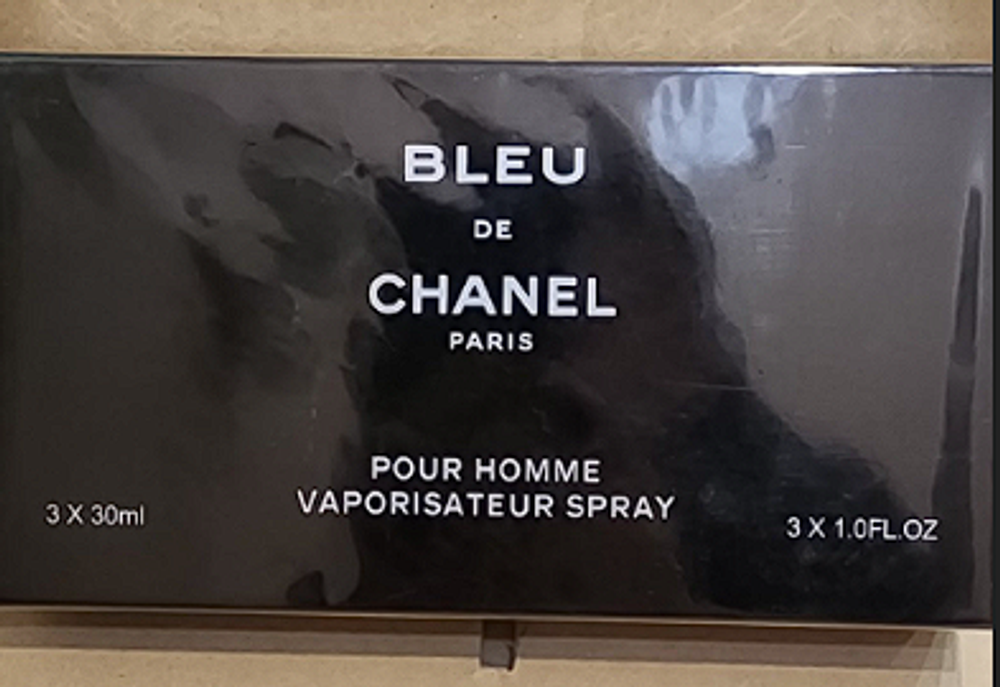 BLEU
DE
CHANEL
PARIS
POUR HOMME
VAPORISATEUR SPRAY
3 X 30ml
3 X 1.0FL.OZ